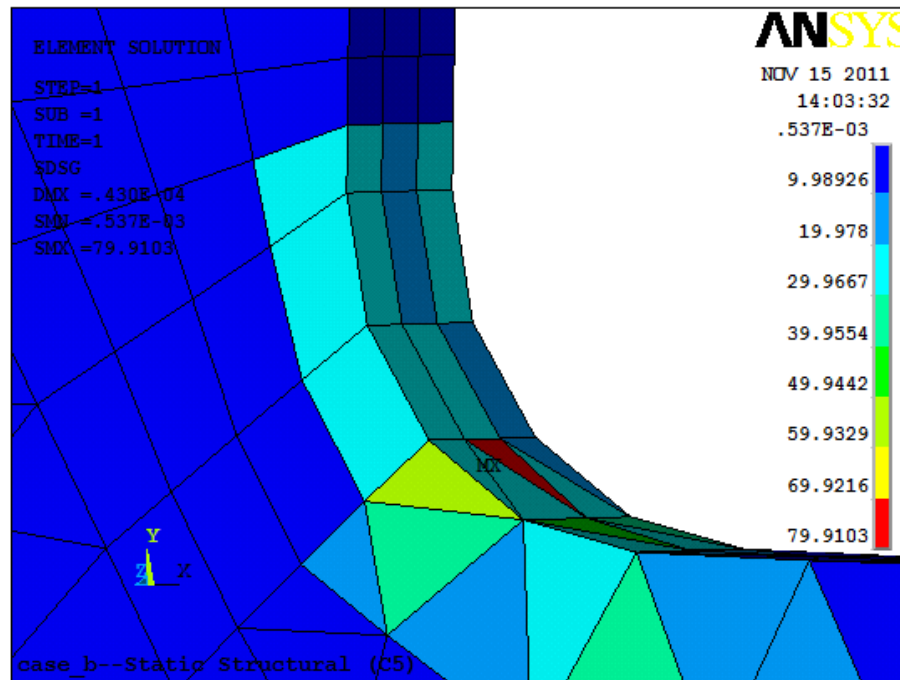 ELEMENT SOLUTION
STEP=1
SUB =1
TIME=1
SDSG
DMX =.430E-04
SMN =.537E-03
SMX =79.9103
ANSYS
NOV 15 2011
14:03:32
.537E-03
9.98926
19.978
29.9667
39.9554
49.9442
59.9329
69.9216
79.9103
MX
Y
Z X
case_b--Static Structural (C5)